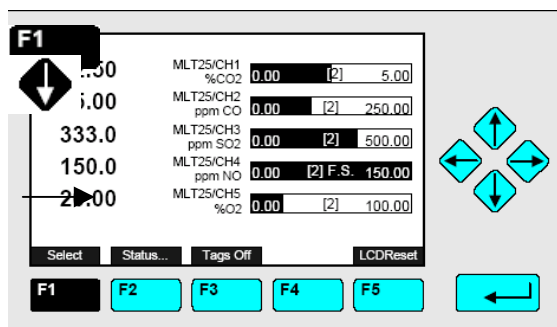 F1
MLT25/CH1
%CO2 0.00 [2] 5.00
MLT25/CH2
ppm CO 0.00 [2] 250.00
333.0 MLT25/CH3
ppm SO2 0.00 [2] 500.00
150.0 MLT25/CH4
ppm NO 0.00 [2] F.S. 150.00
MLT25/CH5
%O2 0.00 [2] 100.00
Select Status... Tags Off LCDReset
F1 F2 F3 F4 F5